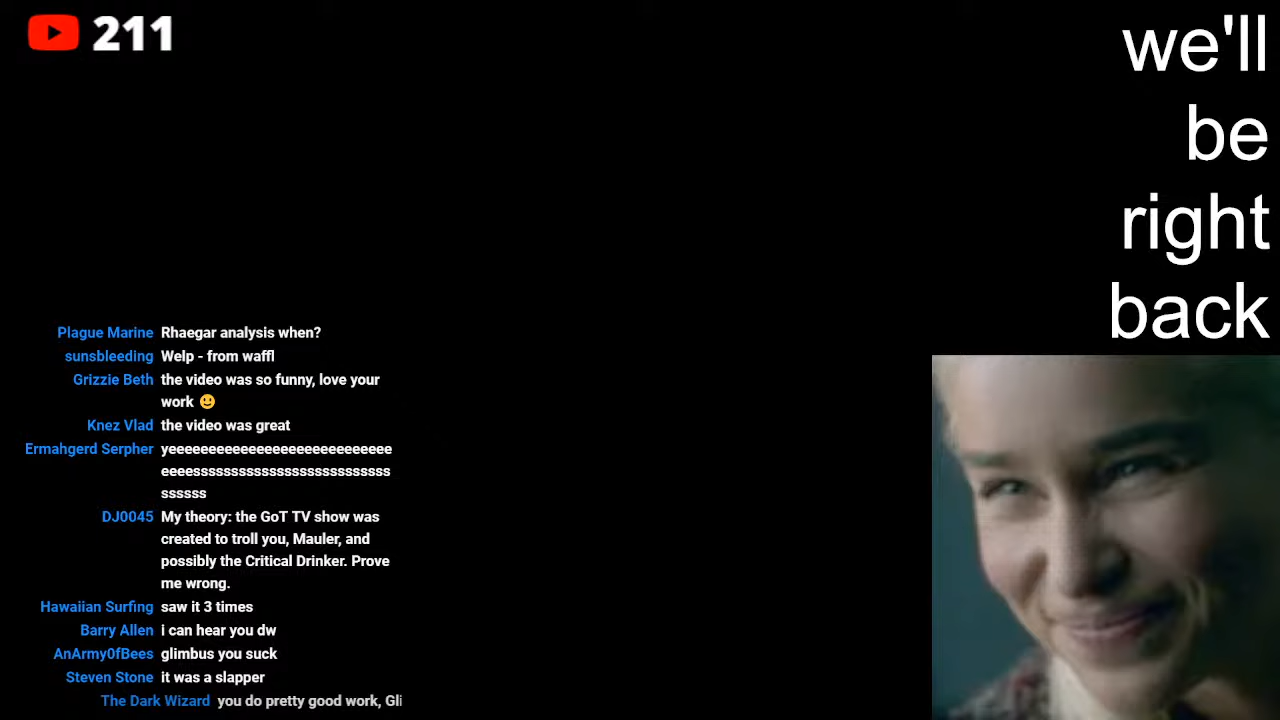 211
we'll
be
right
back
Plague Marine Rhaegar analysis when?
sunsbleeding Welp - from waffl
Grizzie Beth the video was so funny, love your
work 🙂
Knez Vlad the video was great
Ermahgerd Serpher yeeeeeeeeeeeeeeeeeeeeeeeeeee
eeeesssssssssssssssssssssssssss
ssssss
DJ0045 My theory: the GoT TV show was
created to troll you, Mauler, and
possibly the Critical Drinker. Prove
me wrong.
Hawaiian Surfing saw it 3 times
Barry Allen i can hear you dw
AnArmy0fBees glimbus you suck
Steven Stone it was a slapper
The Dark Wizard you do pretty good work, Gli